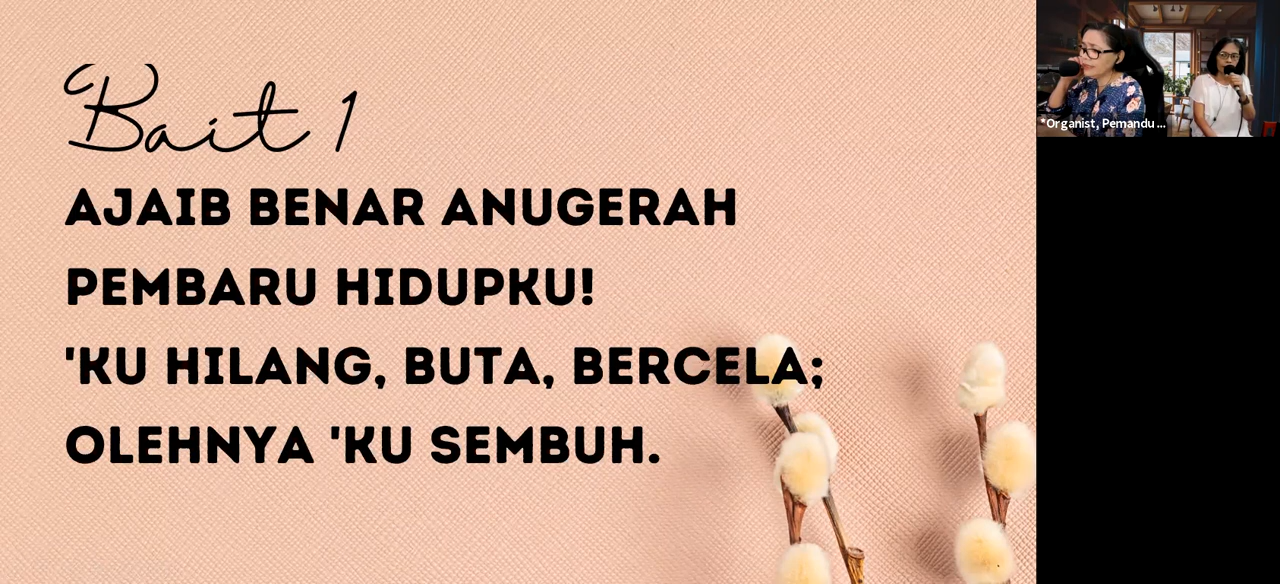 Bait 1
AJAIB BENAR ANUGERAH
PEMBARU HIDUPKU!
'KU HILANG, BUTA, BERCELA;
OLEHNYA 'KU SEMBUH.
*Organist, Pemandu ...